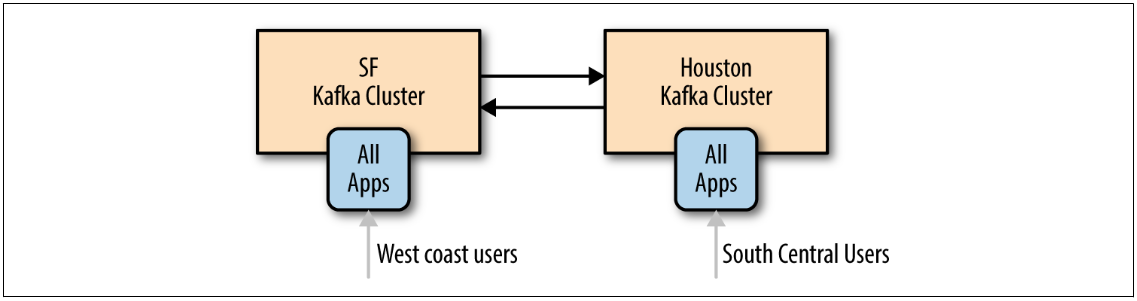 SF
Kafka Cluster
Houston
Kafka Cluster
All
Apps
All
Apps
West coast users
South Central Users